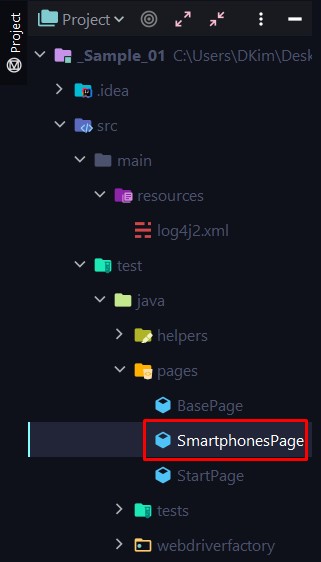 Project
Project
_Sample_01 C:\Users\DKim\Desk
.idea
src
main
resources
log4j2.xml
test
java
helpers
pages
BasePage
SmartphonesPage
StartPage
tests
webdriverfactory